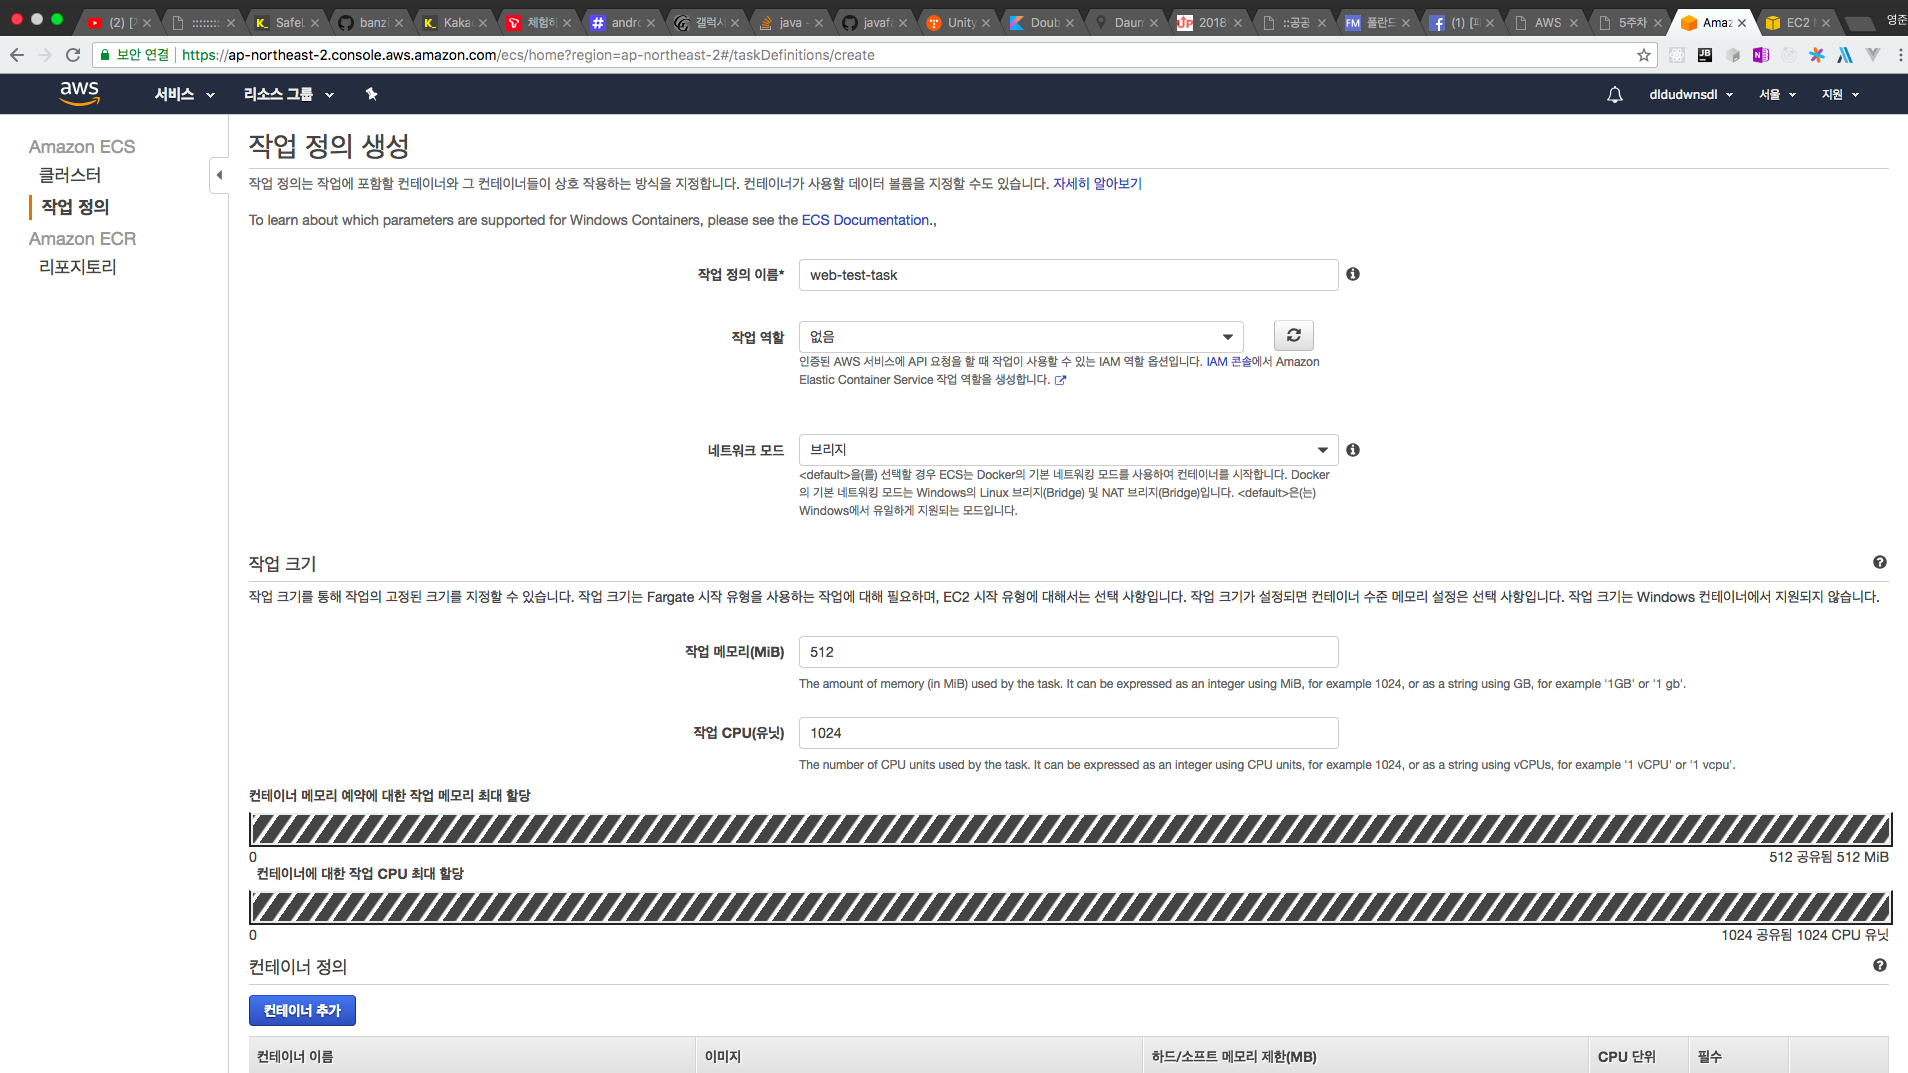 (2) [
::::::::
SafeL
banzi
Kaka
체험하
andro
갤럭시
java -
javafa
Unity
Doub
Daum
2018
::공공
플란드
(1) [피
AWS
5주차
Amaz
EC2 M
영준
보안 연결 https://ap-northeast-2.console.aws.amazon.com/ecs/home?region=ap-northeast-2#/taskDefinitions/create
aws 서비스 리소스 그룹 dldudwnsdl 서울 지원
Amazon ECS
클러스터
작업 정의
Amazon ECR
리포지토리
작업 정의 생성
작업 정의는 작업에 포함할 컨테이너와 그 컨테이너들이 상호 작용하는 방식을 지정합니다. 컨테이너가 사용할 데이터 볼륨을 지정할 수도 있습니다. 자세히 알아보기
To learn about which parameters are supported for Windows Containers, please see the ECS Documentation.,
작업 정의 이름* web-test-task
작업 역할 없음
인증된 AWS 서비스에 API 요청을 할 때 작업이 사용할 수 있는 IAM 역할 옵션입니다. IAM 콘솔에서 Amazon
Elastic Container Service 작업 역할을 생성합니다.
네트워크 모드 브리지
<default>을(를) 선택할 경우 ECS는 Docker의 기본 네트워킹 모드를 사용하여 컨테이너를 시작합니다. Docker
의 기본 네트워킹 모드는 Windows의 Linux 브리지(Bridge) 및 NAT 브리지(Bridge)입니다. <default>은(는)
Windows에서 유일하게 지원되는 모드입니다.
작업 크기
작업 크기를 통해 작업의 고정된 크기를 지정할 수 있습니다. 작업 크기는 Fargate 시작 유형을 사용하는 작업에 대해 필요하며, EC2 시작 유형에 대해서는 선택 사항입니다. 작업 크기가 설정되면 컨테이너 수준 메모리 설정은 선택 사항입니다. 작업 크기는 Windows 컨테이너에서 지원되지 않습니다.
작업 메모리(MiB) 512
The amount of memory (in MiB) used by the task. It can be expressed as an integer using MiB, for example 1024, or as a string using GB, for example '1GB' or '1 gb'.
작업 CPU(유닛) 1024
The number of CPU units used by the task. It can be expressed as an integer using CPU units, for example 1024, or as a string using vCPUs, for example '1 vCPU' or '1 vcpu'.
컨테이너 메모리 예약에 대한 작업 메모리 최대 할당
0 512 공유됨 512 MiB
컨테이너에 대한 작업 CPU 최대 할당
0 1024 공유됨 1024 CPU 유닛
컨테이너 정의
컨테이너 추가
컨테이너 이름 이미지 하드/소프트 메모리 제한(MB) CPU 단위 필수